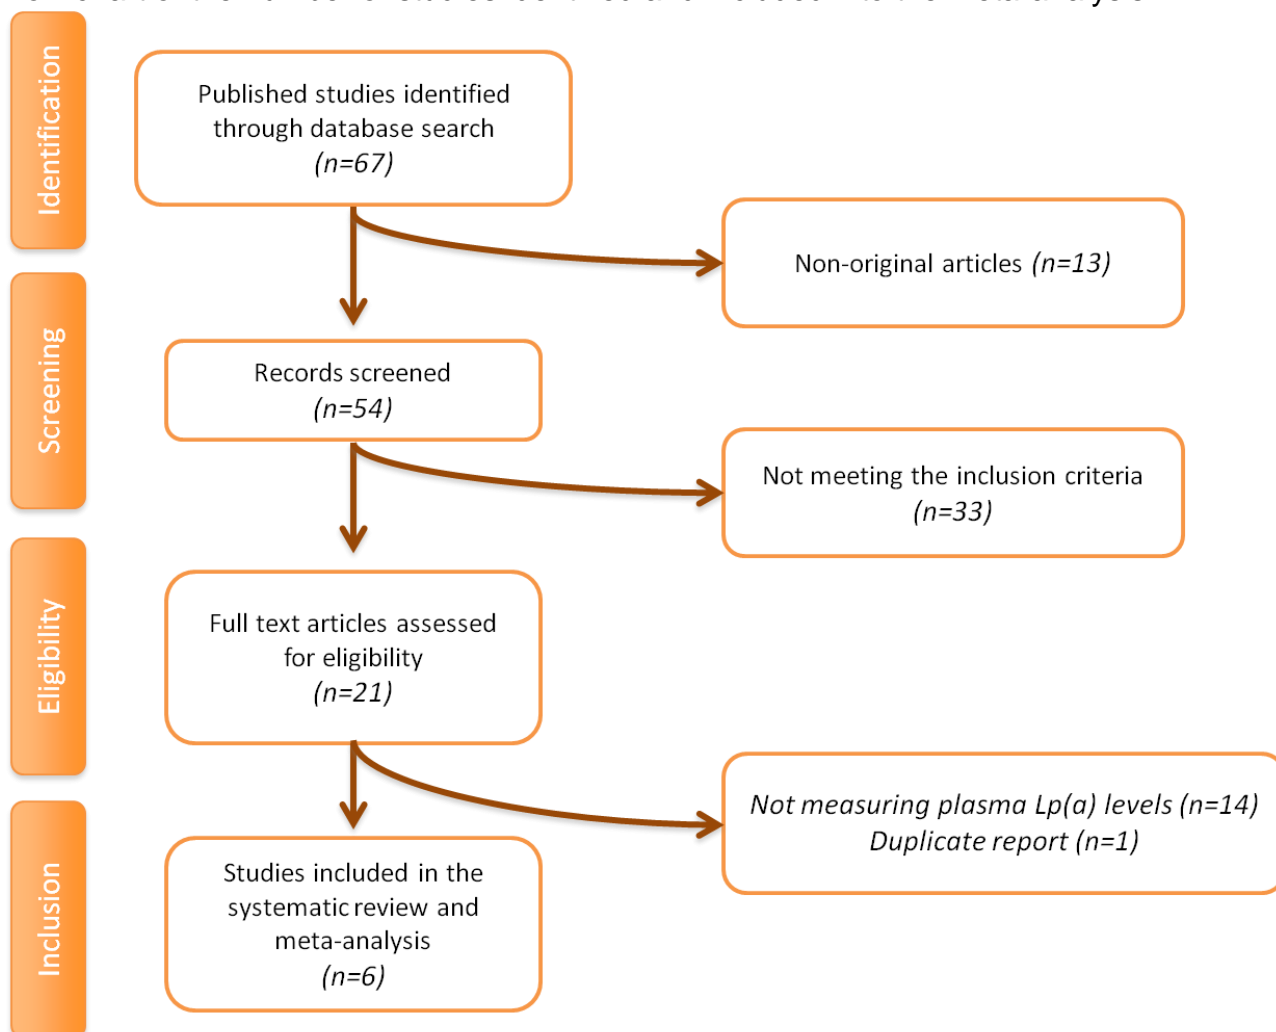 Identification
Published studies identified
through database search
(n=67)
Non-original articles (n=13)
Screening
Records screened
(n=54)
Not meeting the inclusion criteria
(n=33)
Eligibility
Full text articles assessed
for eligibility
(n=21)
Not measuring plasma Lp(a) levels (n=14)
Duplicate report (n=1)
Inclusion
Studies included in the
systematic review and
meta-analysis
(n=6)